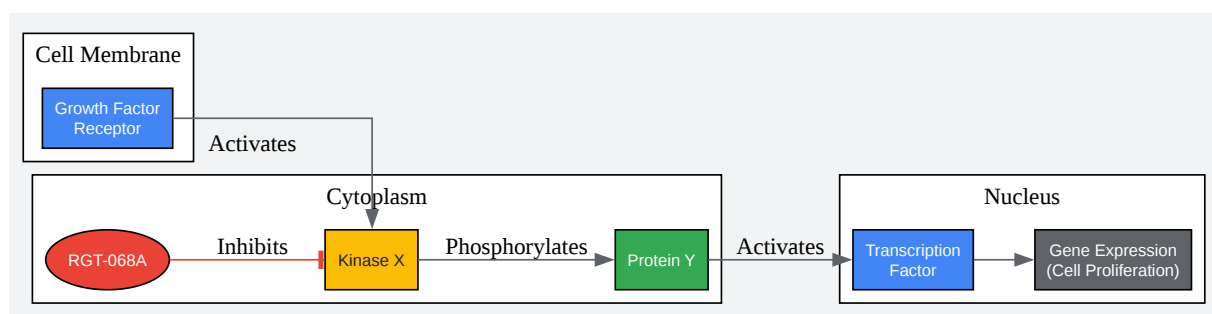 Cell Membrane
Growth Factor
Receptor
Activates
Cytoplasm
Nucleus
RGT-068A
Inhibits
Kinase X
Phosphorylates
Protein Y
Activates
Transcription
Factor
Gene Expression
(Cell Proliferation)